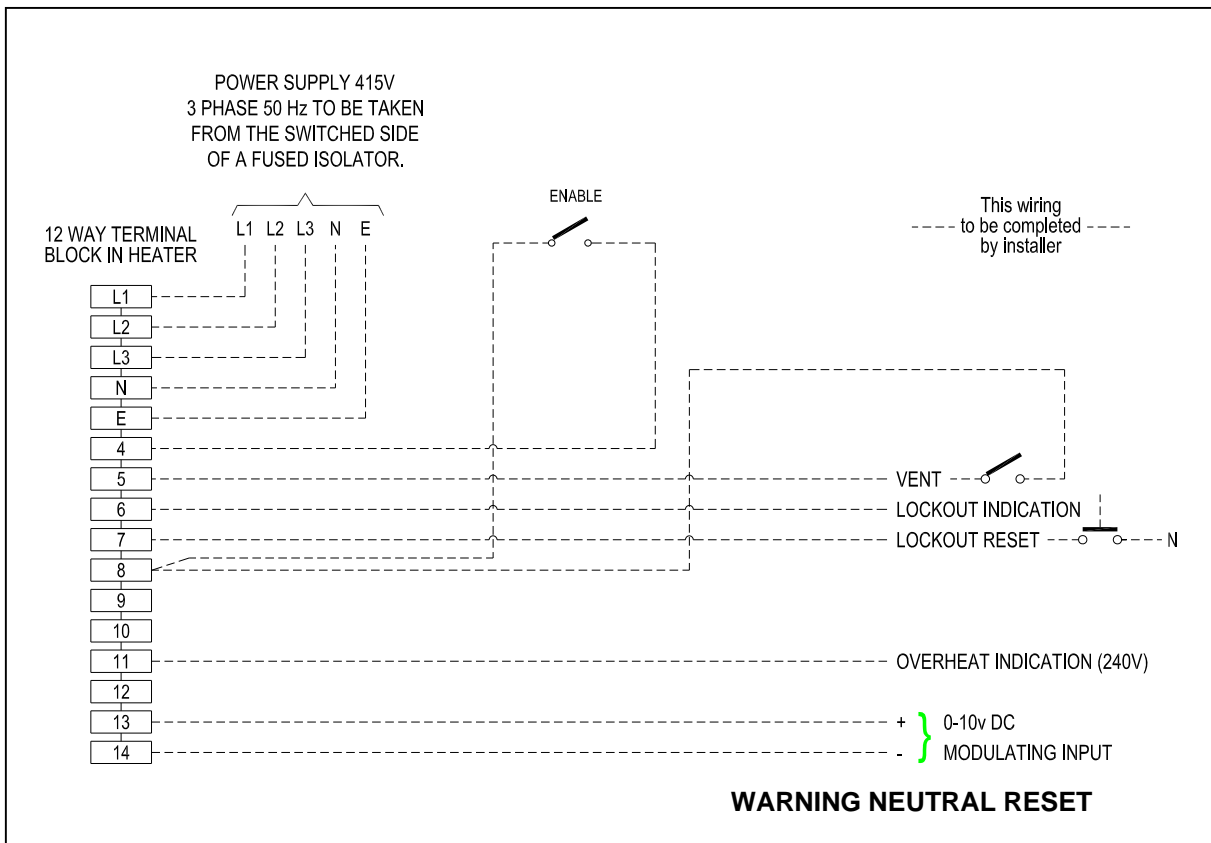 POWER SUPPLY 415V
3 PHASE 50 Hz TO BE TAKEN
FROM THE SWITCHED SIDE
OF A FUSED ISOLATOR.
ENABLE
This wiring
to be completed
by installer
12 WAY TERMINAL
BLOCK IN HEATER
L1 L2 L3 N E
L1
L2
L3
N
E
4
5 VENT
6 LOCKOUT INDICATION
7 LOCKOUT RESET N
8
9
10
11 OVERHEAT INDICATION (240V)
12
13 + 0-10v DC
14 - MODULATING INPUT
WARNING NEUTRAL RESET